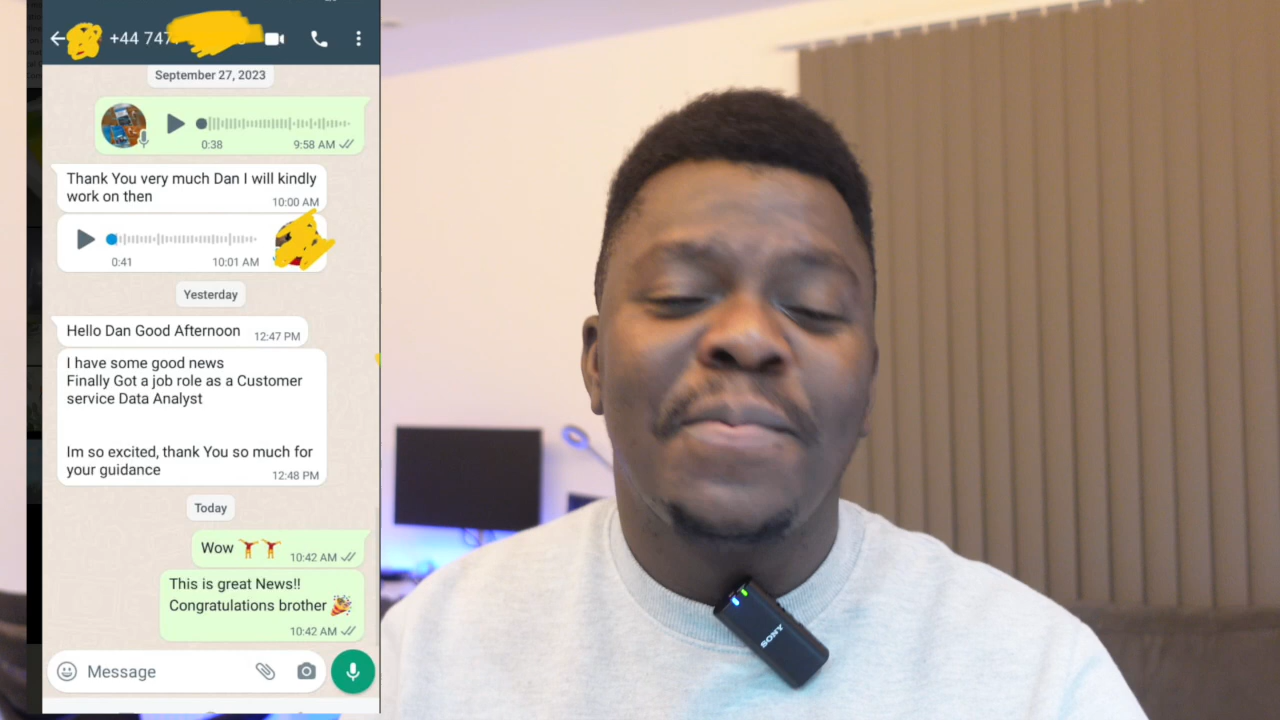 +44 747
September 27, 2023
0:38
9:58 AM
Thank You very much Dan I will kindly
work on then
10:00 AM
0:41
10:01 AM
Yesterday
Hello Dan Good Afternoon
12:47 PM
I have some good news
Finally Got a job role as a Customer
service Data Analyst
Im so excited, thank You so much for
your guidance
12:48 PM
Today
Wow
10:42 AM
This is great News!!
Congratulations brother 🎉
10:42 AM
Message
SONY